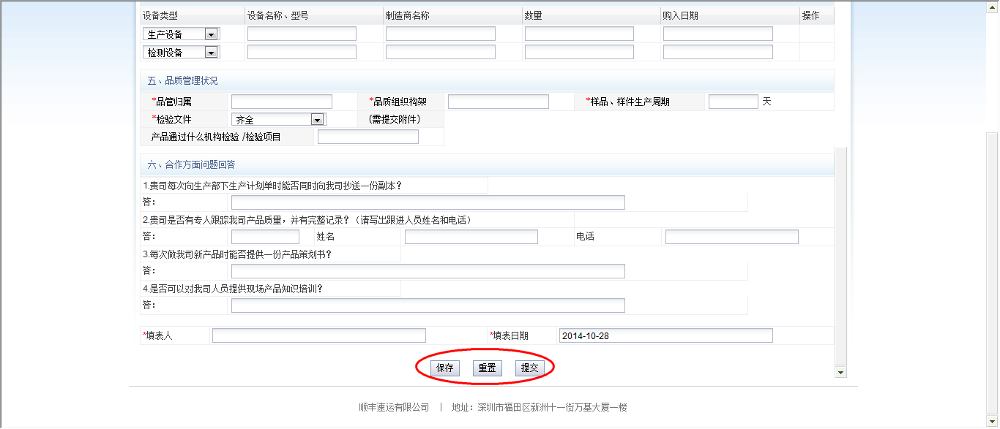 设备类型 设备名称、型号 制造商名称 数量 购入日期 操作
生产设备
检测设备
五、品质管理状况
*品管归属 *品质组织构架 *样品、样件生产周期 天
*检验文件 齐全 (需提交附件)
产品通过什么机构检验 /检验项目
六、合作方面问题回答
1.贵司每次向生产部下生产计划单时能否同时向我司抄送一份副本？
答：
2.贵司是否有专人跟踪我司产品质量，并有完整记录？（请写出跟进人员姓名和电话）
答： 姓名 电话
3.每次做我司新产品时能否提供一份产品策划书？
答：
4.是否可以对我司人员提供现场产品知识培训？
答：
*填表人 *填表日期 2014-10-28
保存 重置 提交
顺丰速运有限公司 | 地址：深圳市福田区新洲十一街万基大厦一楼